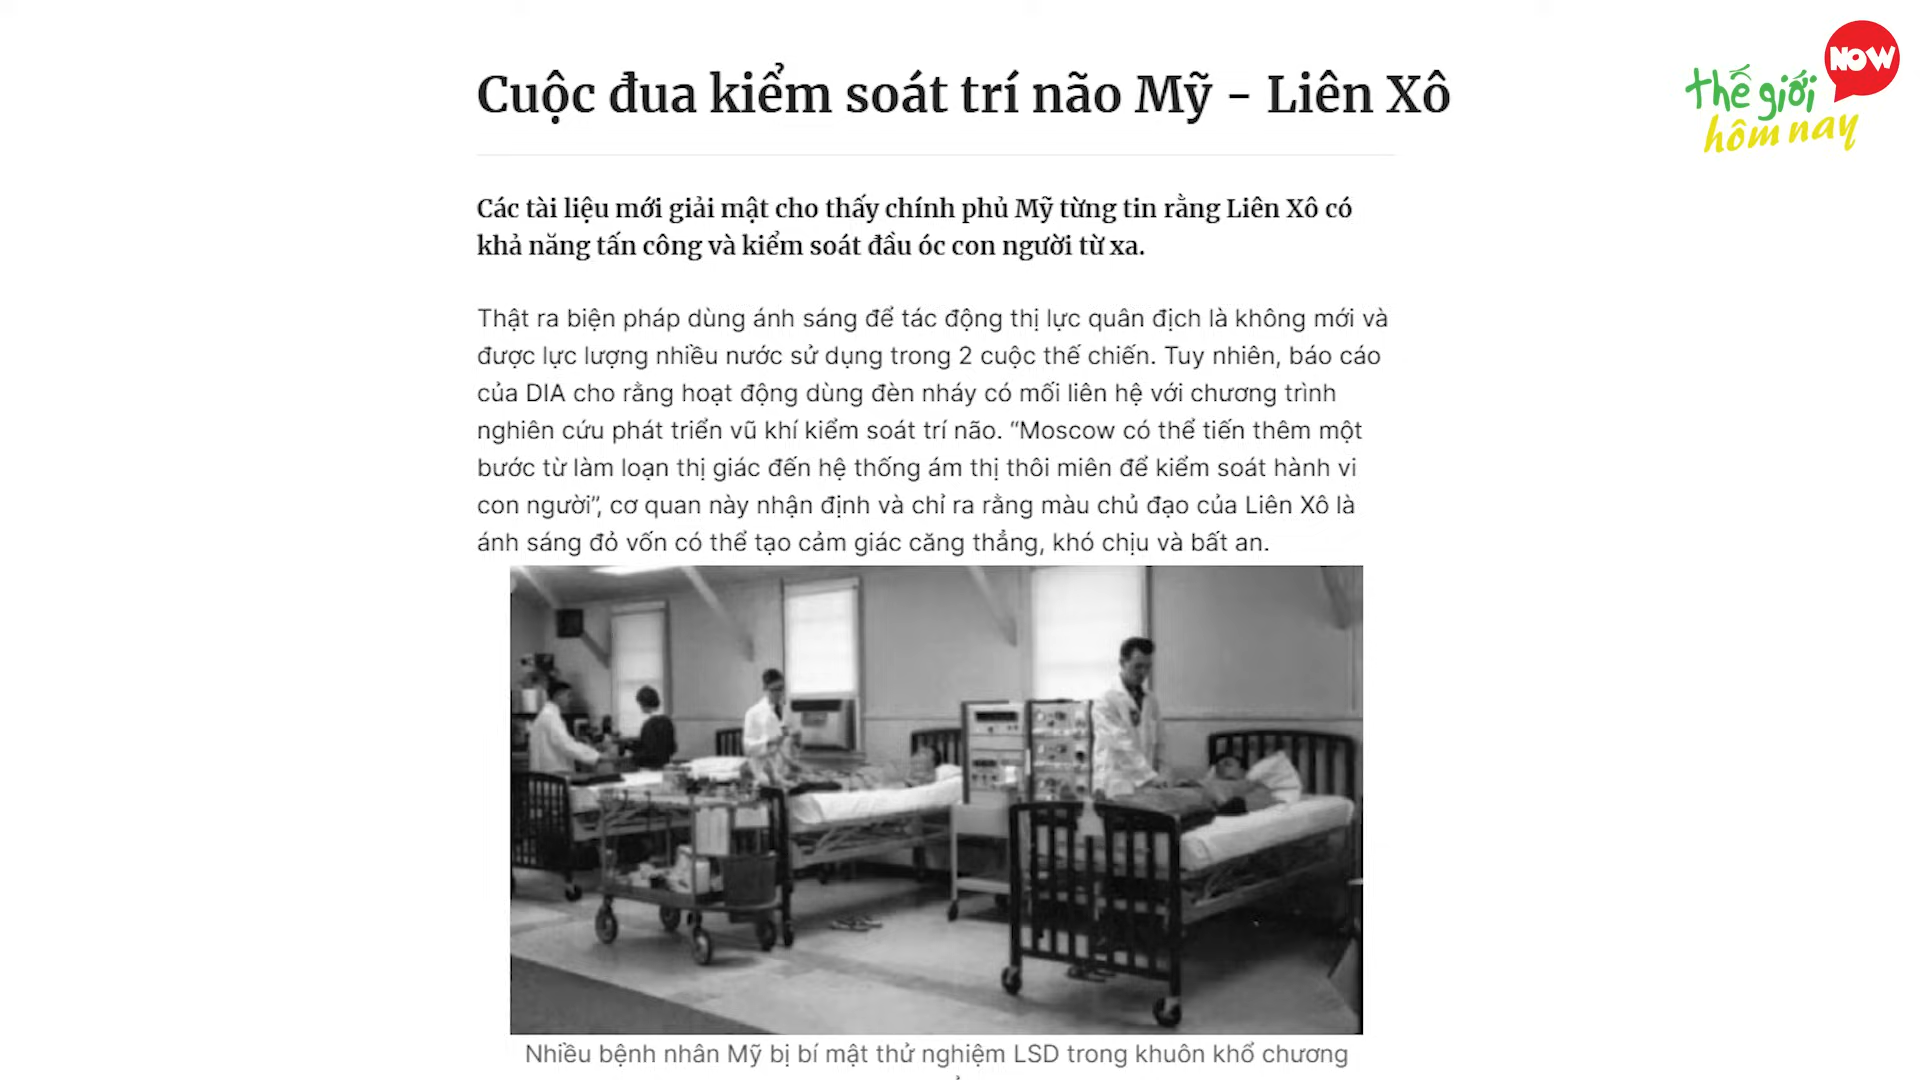 Cuộc đua kiểm soát trí não Mỹ - Liên Xô
NOW
thế giới
hôm nay
Các tài liệu mới giải mật cho thấy chính phủ Mỹ từng tin rằng Liên Xô có
khả năng tấn công và kiểm soát đầu óc con người từ xa.
Thật ra biện pháp dùng ánh sáng để tác động thị lực quân địch là không mới và
được lực lượng nhiều nước sử dụng trong 2 cuộc thế chiến. Tuy nhiên, báo cáo
của DIA cho rằng hoạt động dùng đèn nháy có mối liên hệ với chương trình
nghiên cứu phát triển vũ khí kiểm soát trí não. “Moscow có thể tiến thêm một
bước từ làm loạn thị giác đến hệ thống ám thị thôi miên để kiểm soát hành vi
con người”, cơ quan này nhận định và chỉ ra rằng màu chủ đạo của Liên Xô là
ánh sáng đỏ vốn có thể tạo cảm giác căng thẳng, khó chịu và bất an.
Nhiều bệnh nhân Mỹ bị bí mật thử nghiệm LSD trong khuôn khổ chương